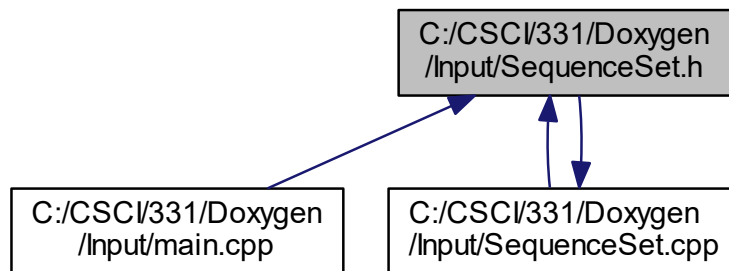 C:/CSCI/331/Doxygen
/Input/SequenceSet.h
C:/CSCI/331/Doxygen
/Input/main.cpp
C:/CSCI/331/Doxygen
/Input/SequenceSet.cpp